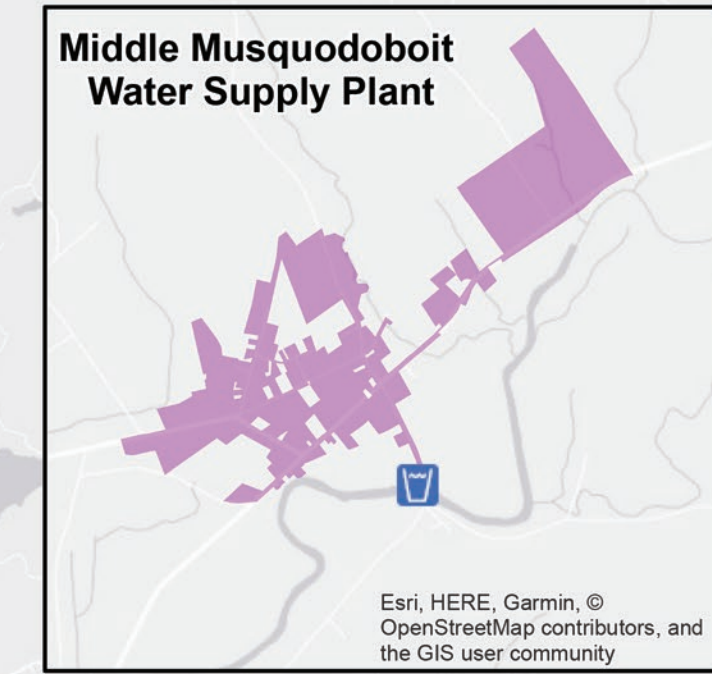 Middle Musquodoboit
Water Supply Plant
Esri, HERE, Garmin, ©
OpenStreetMap contributors, and
the GIS user community